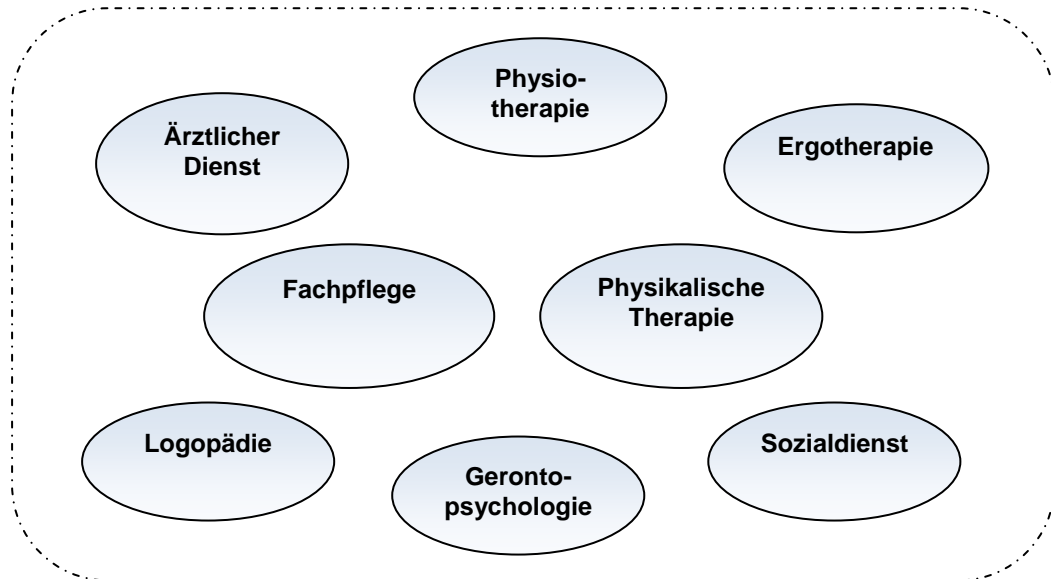 Physio-
therapie
Ärztlicher
Dienst
Ergotherapie
Fachpflege
Physikalische
Therapie
Logopädie
Geronto-
psychologie
Sozialdienst